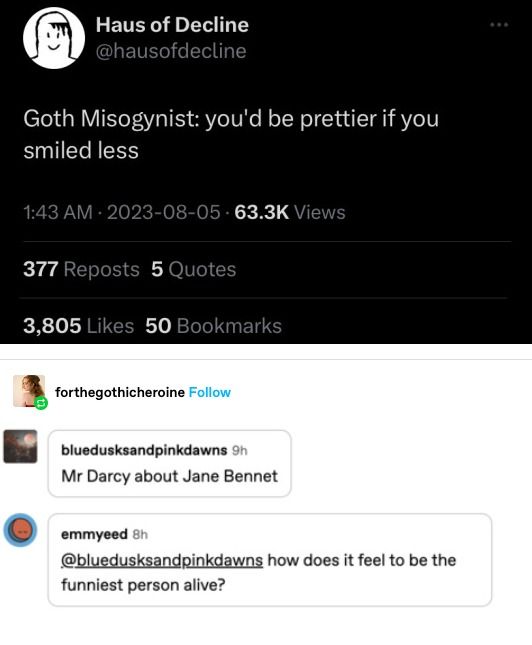 Haus of Decline
@hausofdecline
Goth Misogynist: you'd be prettier if you
smiled less
1:43 AM · 2023-08-05 · 63.3K Views
377 Reposts 5 Quotes
3,805 Likes 50 Bookmarks
forthegothicheroine Follow
bluedusksandpinkdawns 9h
Mr Darcy about Jane Bennet
emmyeed 8h
@bluedusksandpinkdawns how does it feel to be the
funniest person alive?